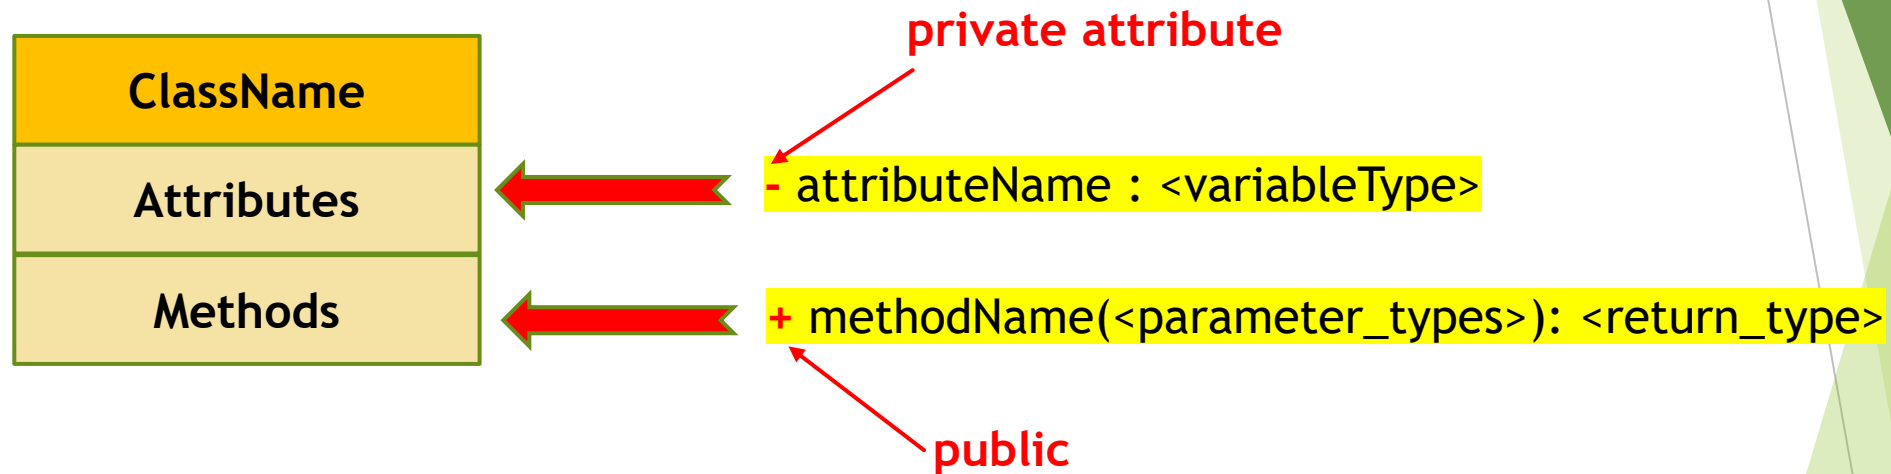 private attribute
ClassName
Attributes
- attributeName : <variableType>
Methods
+ methodName(<parameter_types>): <return_type>
public